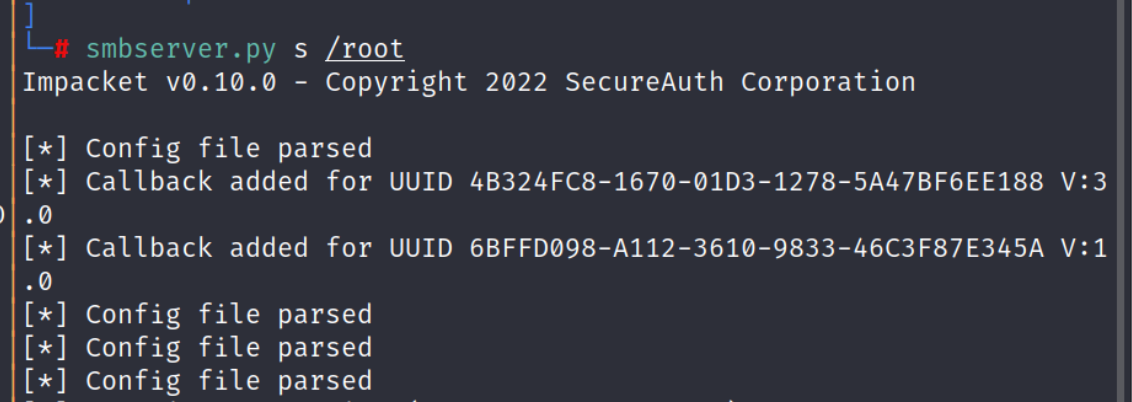 ]
└─# smbserver.py s /root
Impacket v0.10.0 - Copyright 2022 SecureAuth Corporation
[*] Config file parsed
[*] Callback added for UUID 4B324FC8-1670-01D3-1278-5A47BF6EE188 V:3
.0
[*] Callback added for UUID 6BFFD098-A112-3610-9833-46C3F87E345A V:1
.0
[*] Config file parsed
[*] Config file parsed
[*] Config file parsed